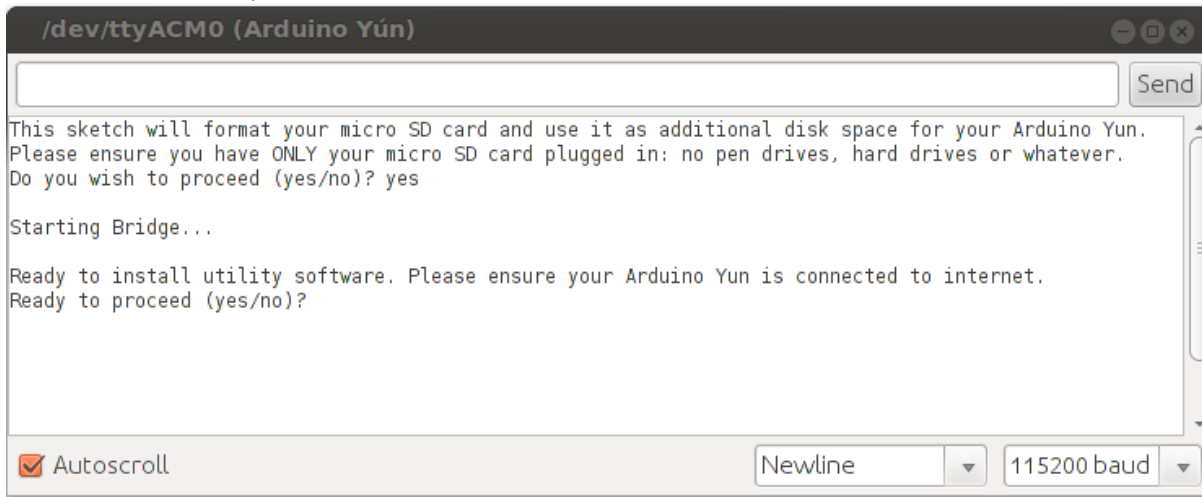 /dev/ttyACM0 (Arduino Yún)
Send
This sketch will format your micro SD card and use it as additional disk space for your Arduino Yun.
Please ensure you have ONLY your micro SD card plugged in: no pen drives, hard drives or whatever.
Do you wish to proceed (yes/no)? yes
Starting Bridge...
Ready to install utility software. Please ensure your Arduino Yun is connected to internet.
Ready to proceed (yes/no)?
Autoscroll
Newline
115200 baud